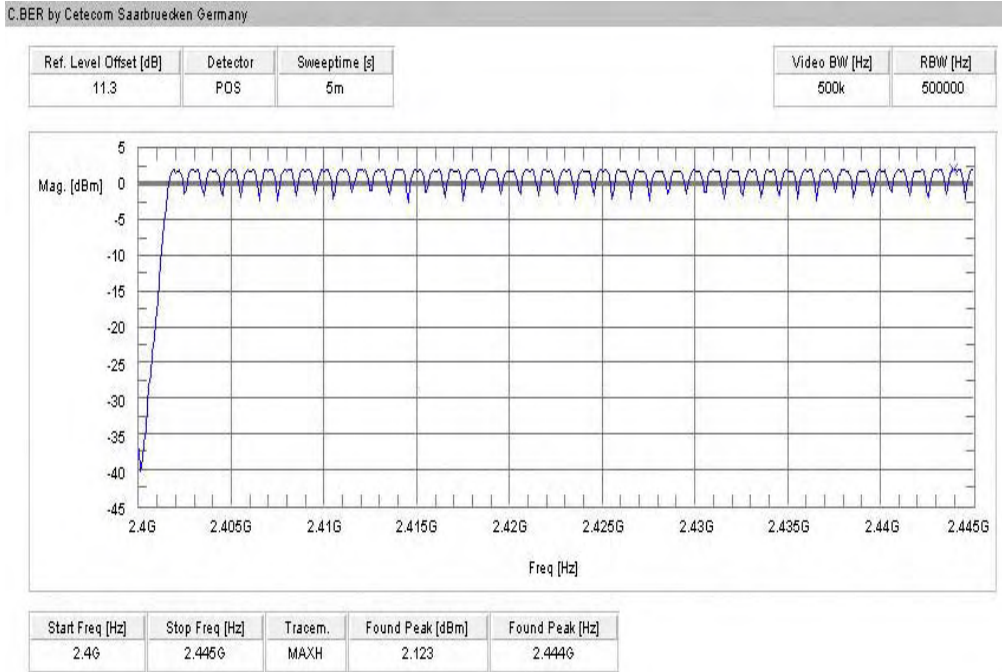 C.BER by Cetecom Saarbruecken Germany
Ref. Level Offset [dB] Detector Sweeptime [s] Video BW [Hz] RBW [Hz]
11.3 POS 5m 500k 500000
5
Mag. [dBm] 0
-5
-10
-15
-20
-25
-30
-35
-40
-45
2.4G 2.405G 2.41G 2.415G 2.42G 2.425G 2.43G 2.435G 2.44G 2.445G
Freq [Hz]
Start Freq [Hz] Stop Freq [Hz] Tracem. Found Peak [dBm] Found Peak [Hz]
2.4G 2.445G MAXH 2.123 2.444G